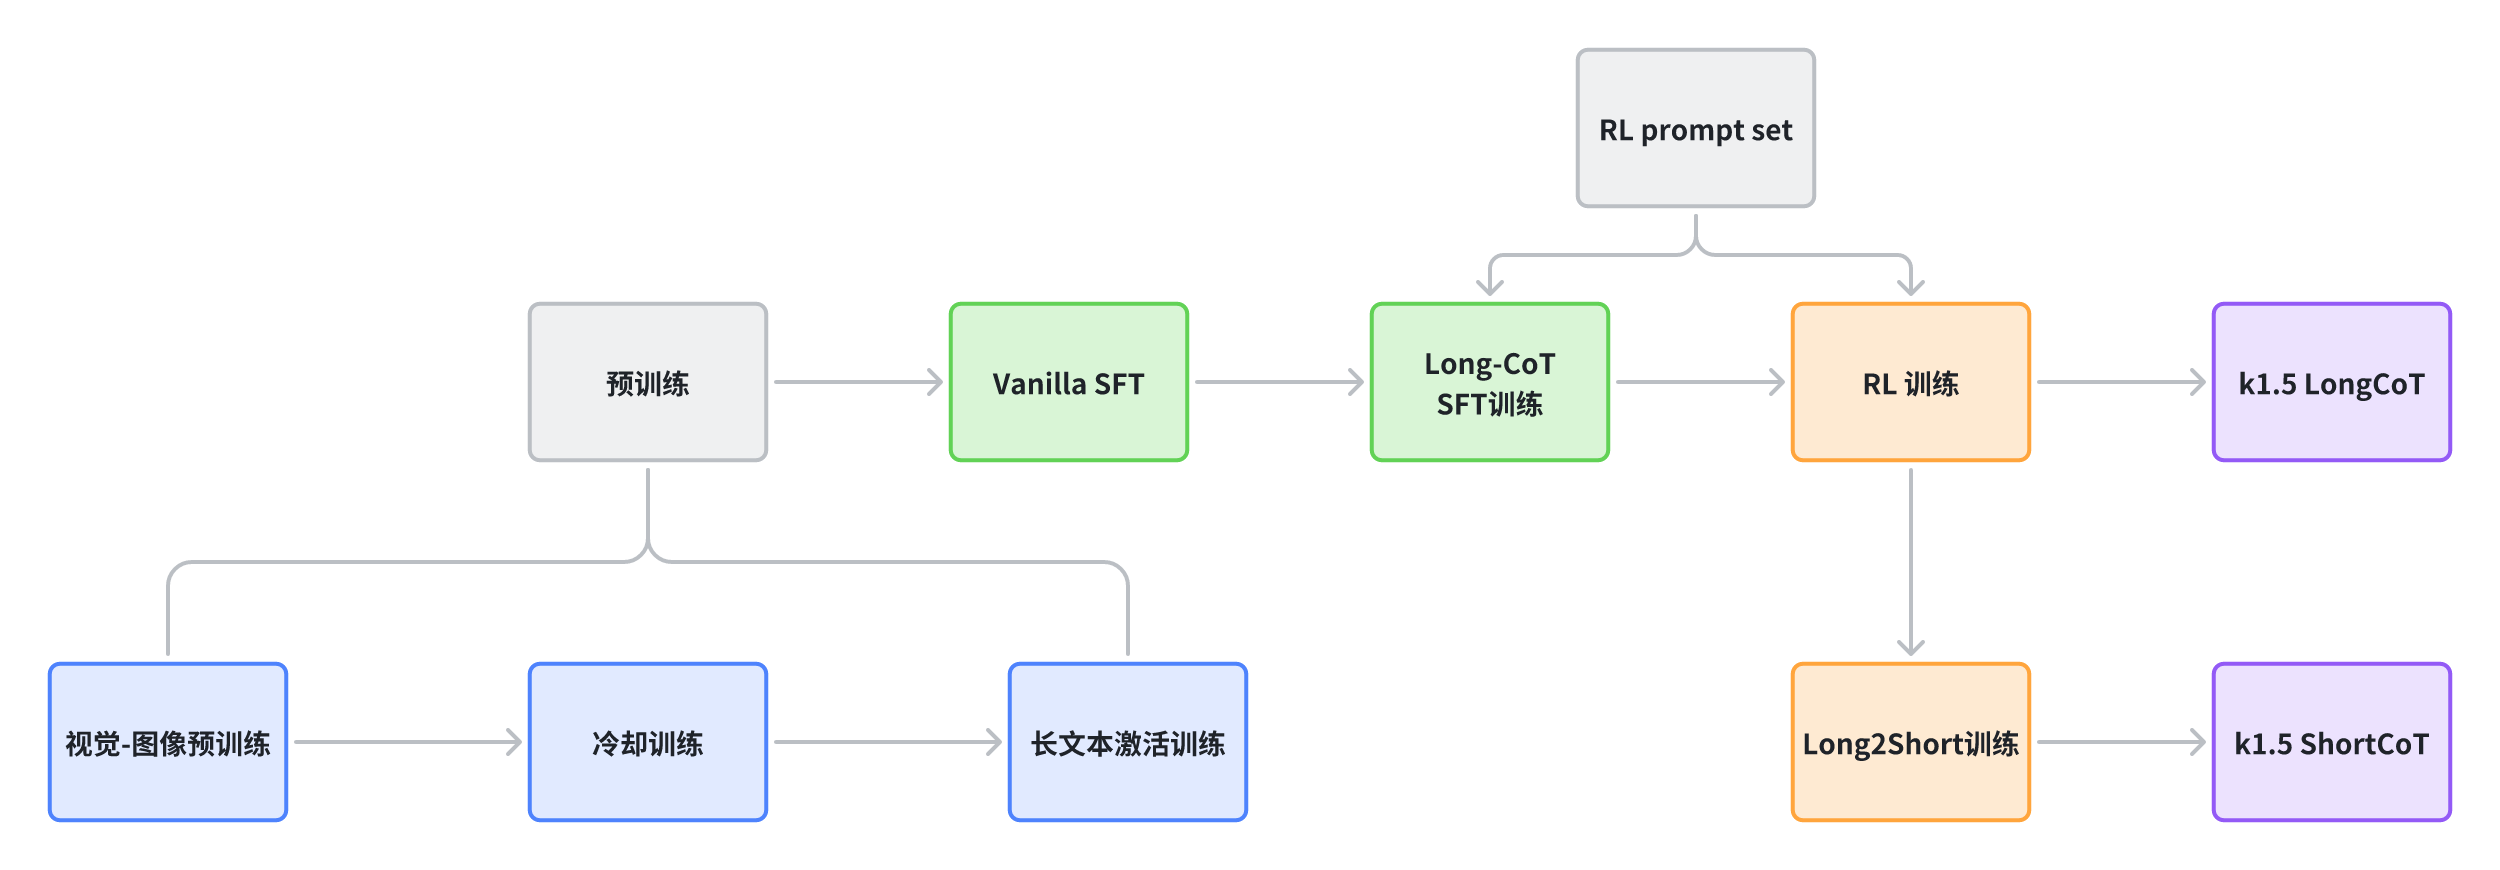 RL prompt set
预训练
Vanilla SFT
Long-CoT
SFT训练
RL 训练
k1.5 LongCoT
视觉-图像预训练
冷却训练
长文本激活训练
Long2Short训练
k1.5 ShortCoT